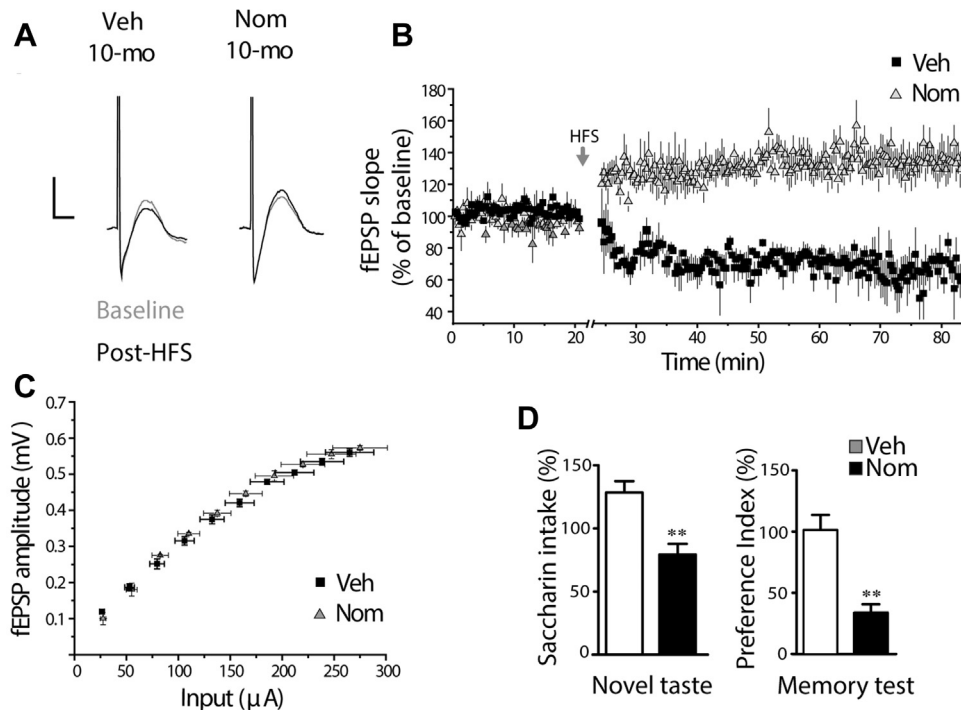 A
Veh
10-mo
Nom
10-mo
Baseline
Post-HFS
B
Veh
Nom
HFS
fEPSP slope
(% of baseline)
180
160
140
120
100
80
60
40
0
10
20
30
40
50
60
70
80
Time (min)
C
fEPSP amplitude (mV)
0.7
0.6
0.5
0.4
0.3
0.2
0.1
0
50
100
150
200
250
300
Input (μA)
Veh
Nom
D
Veh
Nom
Saccharin intake (%)
150
100
50
0
**
Novel taste
Preference Index (%)
150
100
50
0
**
Memory test